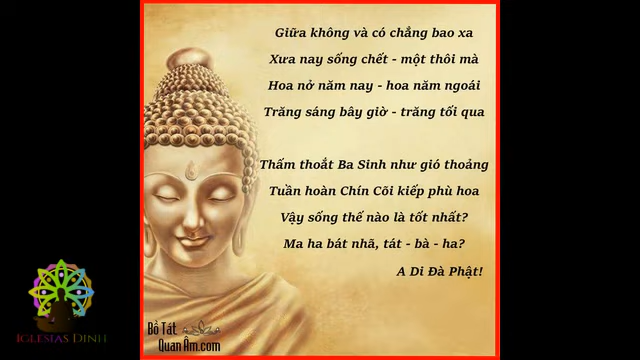 Giữa không và có chẳng bao xa
Xưa nay sống chết - một thôi mà
Hoa nở năm nay - hoa năm ngoái
Trăng sáng bây giờ - trăng tối qua
Thấm thoắt Ba Sinh như gió thoảng
Tuần hoàn Chín Cõi kiếp phù hoa
Vậy sống thế nào là tốt nhất?
Ma ha bát nhã, tát - bà - ha?
A Di Đà Phật!
Bồ Tát
Quan Âm.com
IGLESIAS DINH